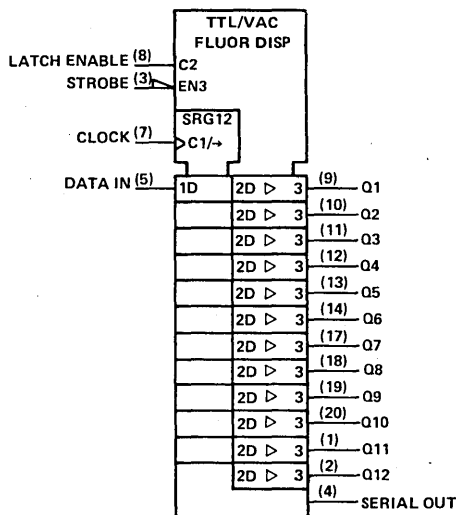 TTL/VAC
FLUOR DISP
LATCH ENABLE (8) C2
STROBE (3) EN3
SRG12
CLOCK (7) C1/→
DATA IN (5) 1D 2D ▷ 3 (9) Q1
2D ▷ 3 (10) Q2
2D ▷ 3 (11) Q3
2D ▷ 3 (12) Q4
2D ▷ 3 (13) Q5
2D ▷ 3 (14) Q6
2D ▷ 3 (17) Q7
2D ▷ 3 (18) Q8
2D ▷ 3 (19) Q9
2D ▷ 3 (20) Q10
2D ▷ 3 (1) Q11
2D ▷ 3 (2) Q12
(4) SERIAL OUT